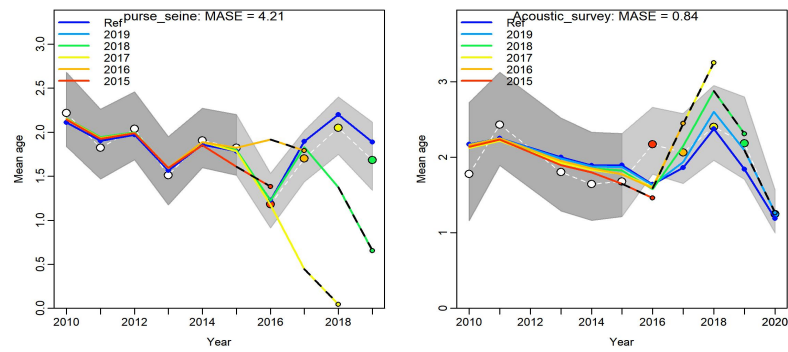 purse_seine: MASE = 4.21
Ref
2019
2018
2017
2016
2015
Mean age
3.0
2.5
2.0
1.5
1.0
0.5
0.0
2010 2012 2014 2016 2018
Year
Acoustic_survey: MASE = 0.84
Ref
2019
2018
2017
2016
2015
Mean age
3
2
1
0
2010 2012 2014 2016 2018 2020
Year